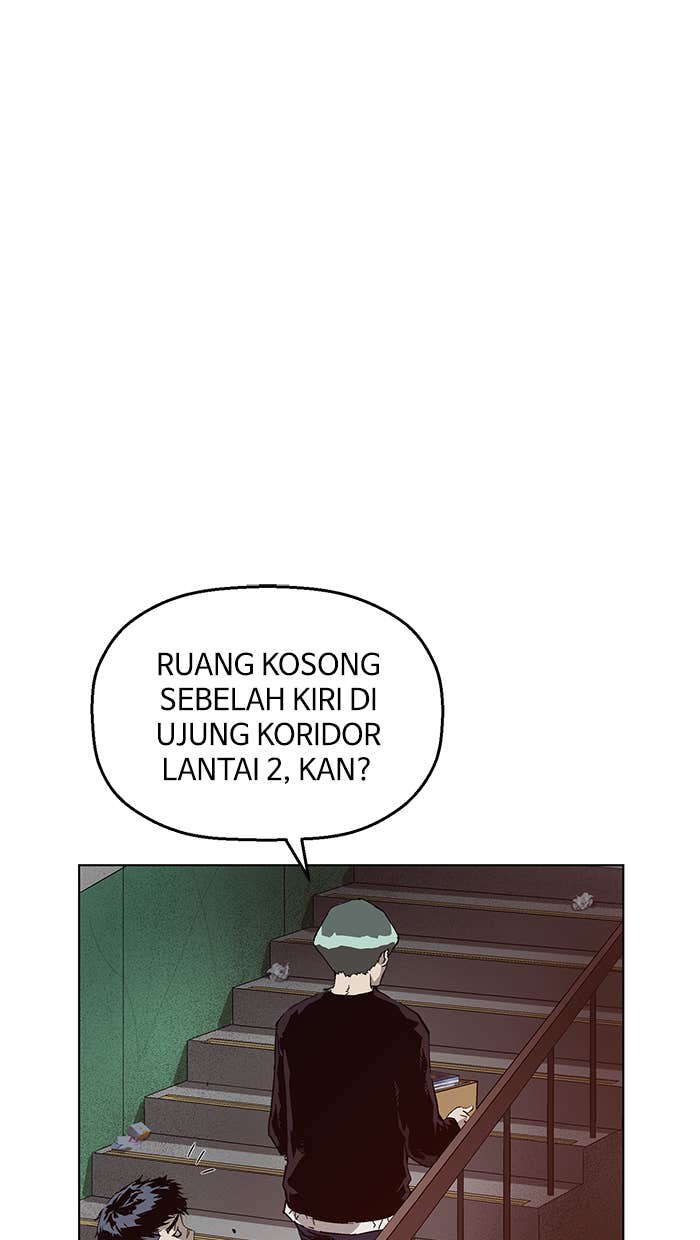 RUANG KOSONG
SEBELAH KIRI DI
UJUNG KORIDOR
LANTAI 2, KAN?